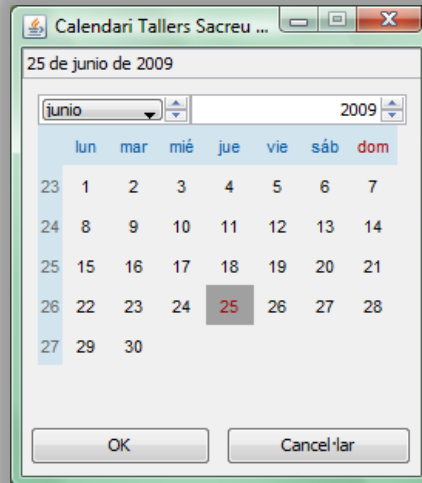 Calendari Tallers Sacreu ...
25 de junio de 2009
junio 2009
lun mar mié jue vie sáb dom
23 1 2 3 4 5 6 7
24 8 9 10 11 12 13 14
25 15 16 17 18 19 20 21
26 22 23 24 25 26 27 28
27 29 30
OK Cancel·lar